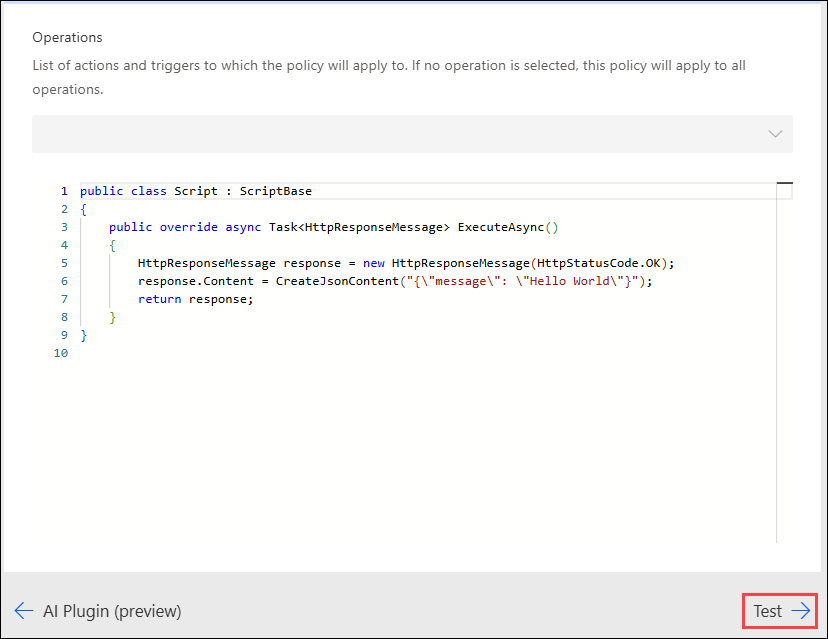 Operations
List of actions and triggers to which the policy will apply to. If no operation is selected, this policy will apply to all
operations.
1 public class Script : ScriptBase
2 {
3     public override async Task<HttpResponseMessage> ExecuteAsync()
4     {
5         HttpResponseMessage response = new HttpResponseMessage(HttpStatusCode.OK);
6         response.Content = CreateJsonContent("{\"message\": \"Hello World\"}");
7         return response;
8     }
9 }
10
AI Plugin (preview)
Test